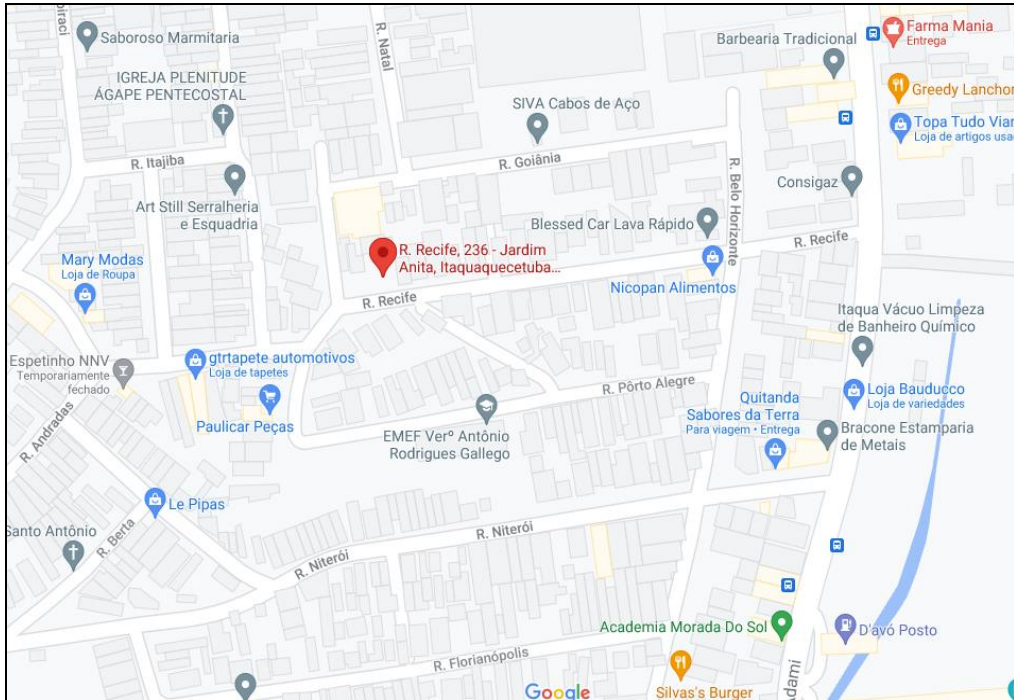 piraci
Saboroso Marmitaria
R. Natal
Barbearia Tradicional
Farma Mania
Entrega
IGREJA PLENITUDE
ÁGAPE PENTECOSTAL
SIVA Cabos de Aço
Greedy Lanchor
Topa Tudo Viar
Loja de artigos usad
R. Itajiba
R. Goiânia
R. Belo Horizonte
Consigaz
Art Still Serralheria
e Esquadria
Blessed Car Lava Rápido
R. Recife
R. Recife, 236 - Jardim
Anita, Itaquaquecetuba...
Mary Modas
Loja de Roupa
R. Recife
Nicopan Alimentos
Itaqua Vácuo Limpeza
de Banheiro Químico
Espetinho NNV
Temporariamente
fechado
gtrtapete automotivos
Loja de tapetes
R. Pôrto Alegre
Quitanda
Sabores da Terra
Para viagem • Entrega
Loja Bauducco
Loja de variedades
R. Andradas
Paulicar Peças
EMEF Verº Antônio
Rodrigues Gallego
Bracone Estamparia
de Metais
Le Pipas
Santo Antônio
R. Berta
R. Niterói
R. Niterói
Academia Morada Do Sol
D'avó Posto
R. Florianópolis
Adami
Google
Silvas's Burger